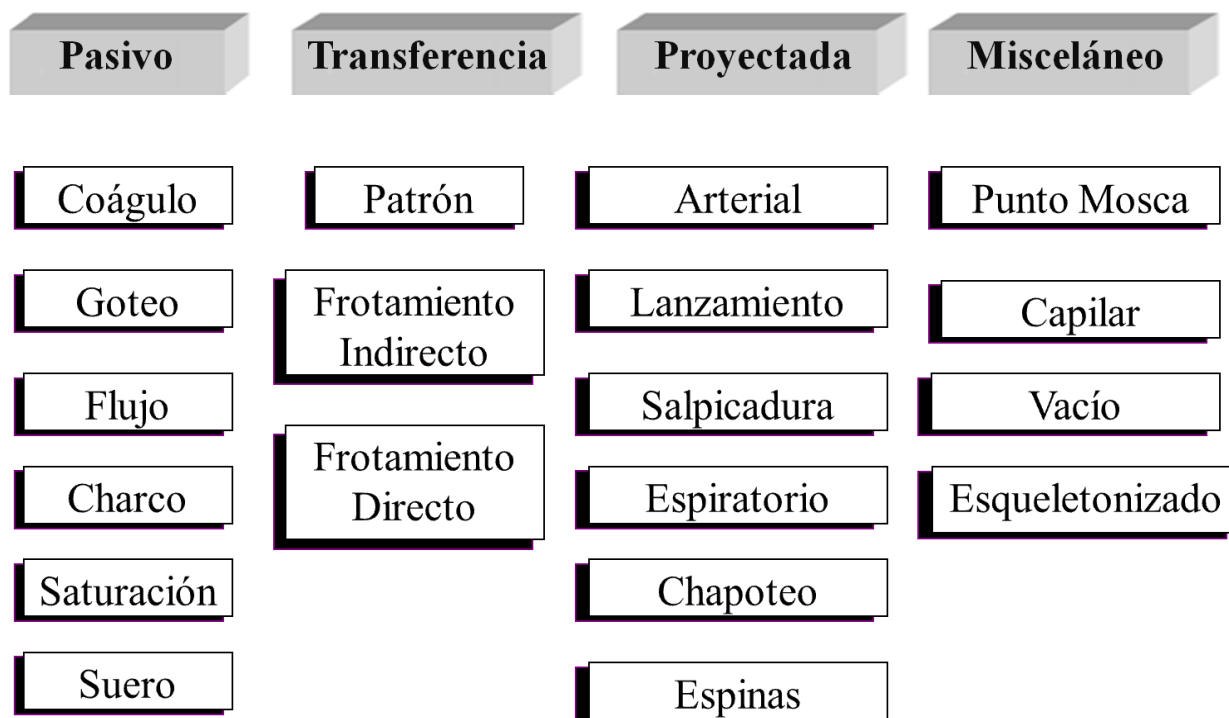 Pasivo
Transferencia
Proyectada
Misceláneo
Coágulo
Goteo
Flujo
Charco
Saturación
Suero
Patrón
Frotamiento
Indirecto
Frotamiento
Directo
Arterial
Lanzamiento
Salpicadura
Espiratorio
Chapoteo
Espinas
Punto Mosca
Capilar
Vacío
Esqueletonizado